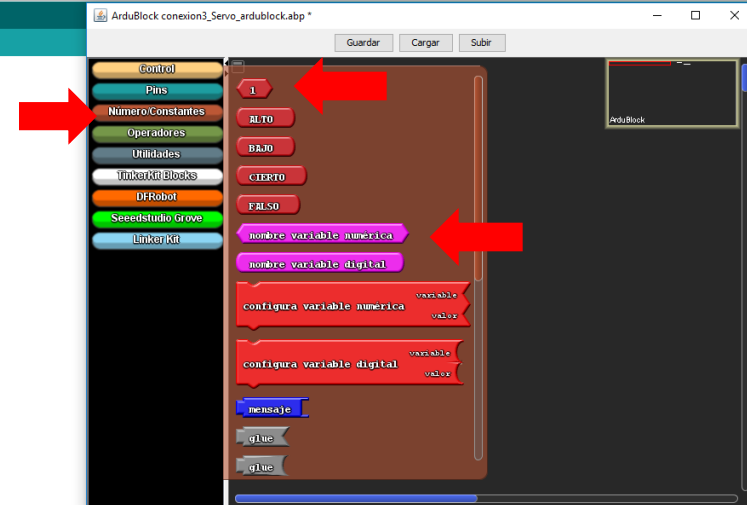 ArduBlock conexion3_Servo_ardublock.abp *
Guardar Cargar Subir
Control
Pins
Número/Constantes
Operadores
Utilidades
TinkerKit Blocks
DFRobot
Seeedstudio Grove
Linker Kit
1
ALTO
BAJO
CIERTO
FALSO
nombre variable numérica
nombre variable digital
configura variable numérica
variable
valor
configura variable digital
variable
valor
mensaje
glue
glue
ArduBlock